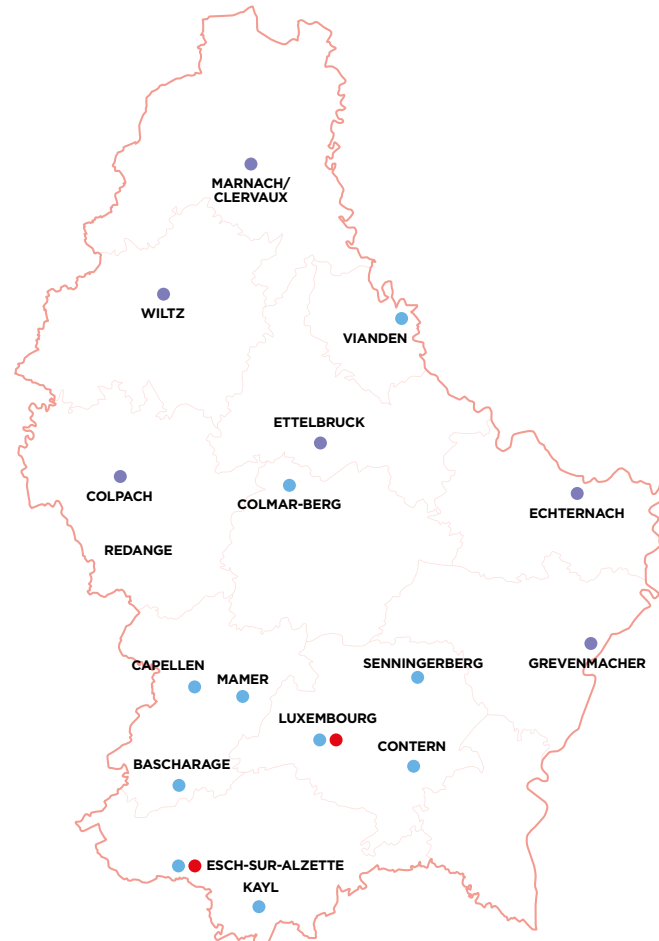 MARNACH/
CLERVAUX
WILTZ
VIANDEN
ETTELBRUCK
COLPACH
COLMAR-BERG
ECHTERNACH
REDANGE
CAPELLEN
MAMER
SENNINGERBERG
GREVENMACHER
LUXEMBOURG
CONTERN
BASCHARAGE
ESCH-SUR-ALZETTE
KAYL